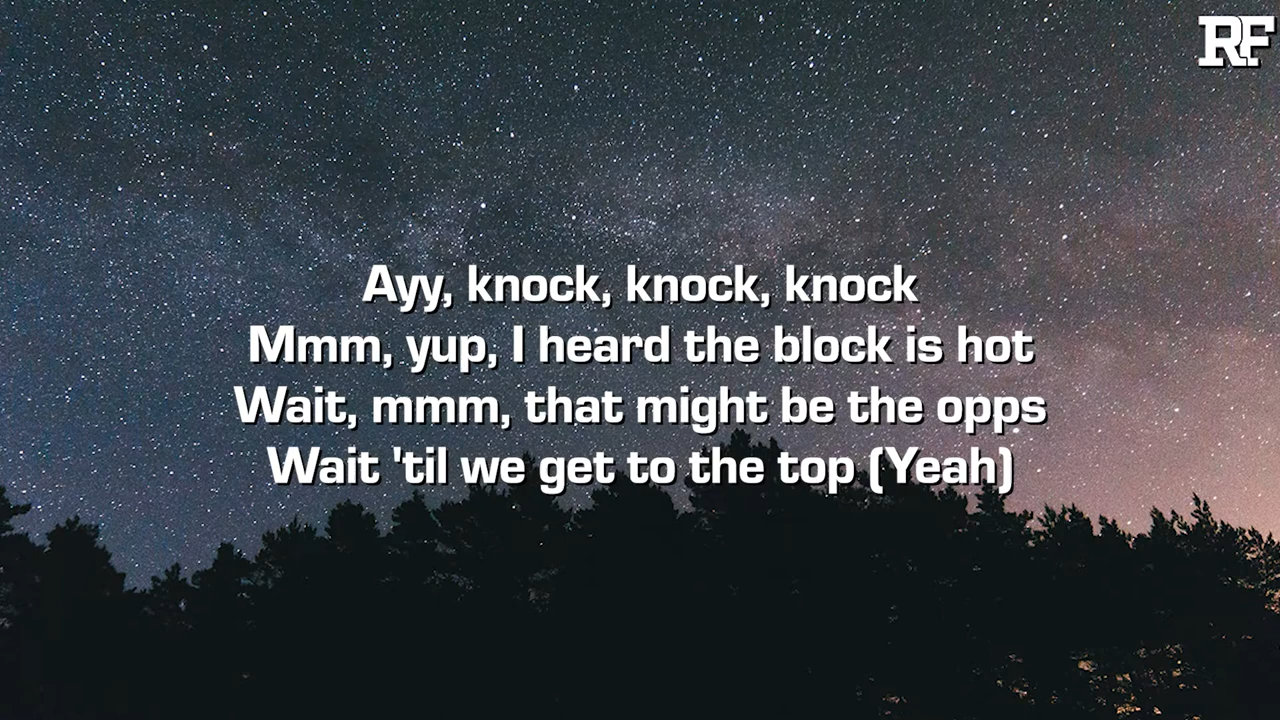 RF
Ayy, knock, knock, knock
Mmm, yup, I heard the block is hot
Wait, mmm, that might be the opps
Wait 'til we get to the top (Yeah)